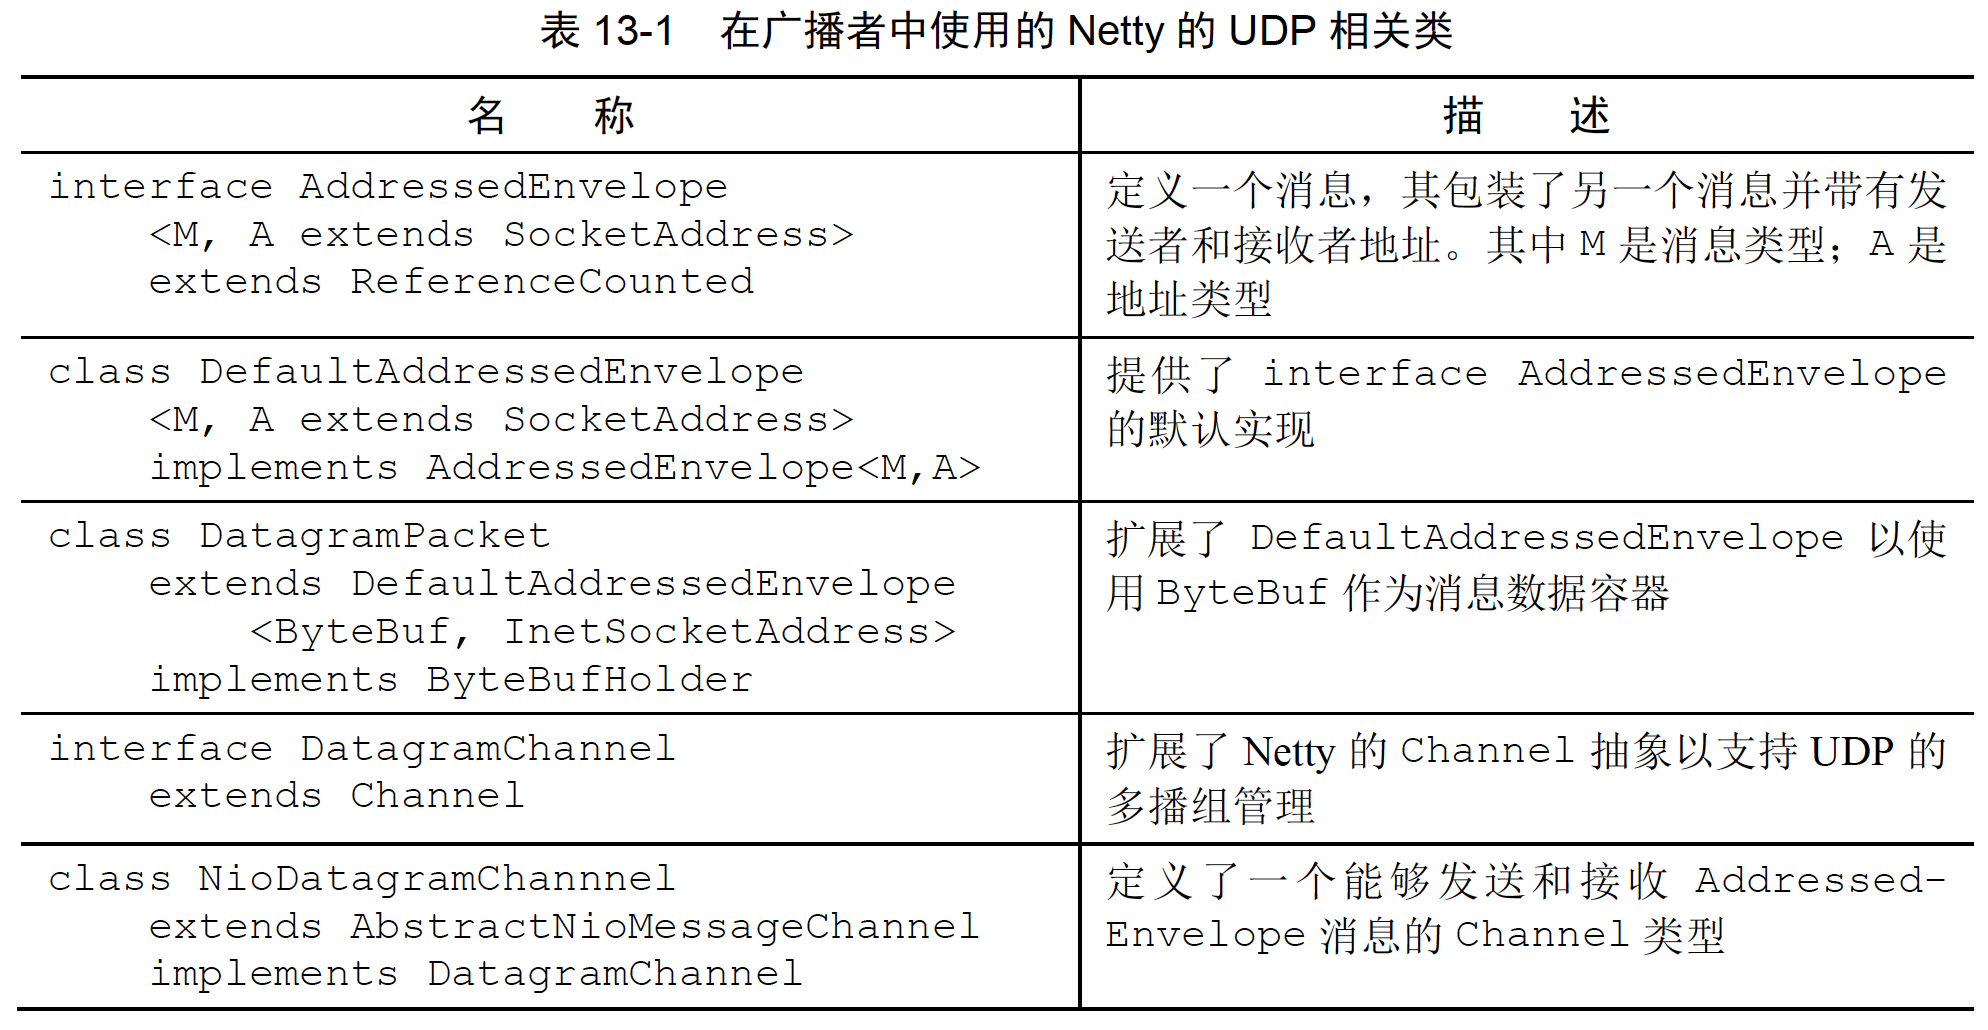 表 13-1 在广播者中使用的 Netty 的 UDP 相关类
名 称
描 述
interface AddressedEnvelope
<M, A extends SocketAddress>
extends ReferenceCounted
定义一个消息，其包装了另一个消息并带有发
送者和接收者地址。其中 M 是消息类型；A 是
地址类型
class DefaultAddressedEnvelope
<M, A extends SocketAddress>
implements AddressedEnvelope<M,A>
提供了 interface AddressedEnvelope
的默认实现
class DatagramPacket
extends DefaultAddressedEnvelope
<ByteBuf, InetSocketAddress>
implements ByteBufHolder
扩展了 DefaultAddressedEnvelope 以使
用 ByteBuf 作为消息数据容器
interface DatagramChannel
extends Channel
扩展了 Netty 的 Channel 抽象以支持 UDP 的
多播组管理
class NioDatagramChannnel
extends AbstractNioMessageChannel
implements DatagramChannel
定义了一个能够发送和接收 Addressed-
Envelope 消息的 Channel 类型